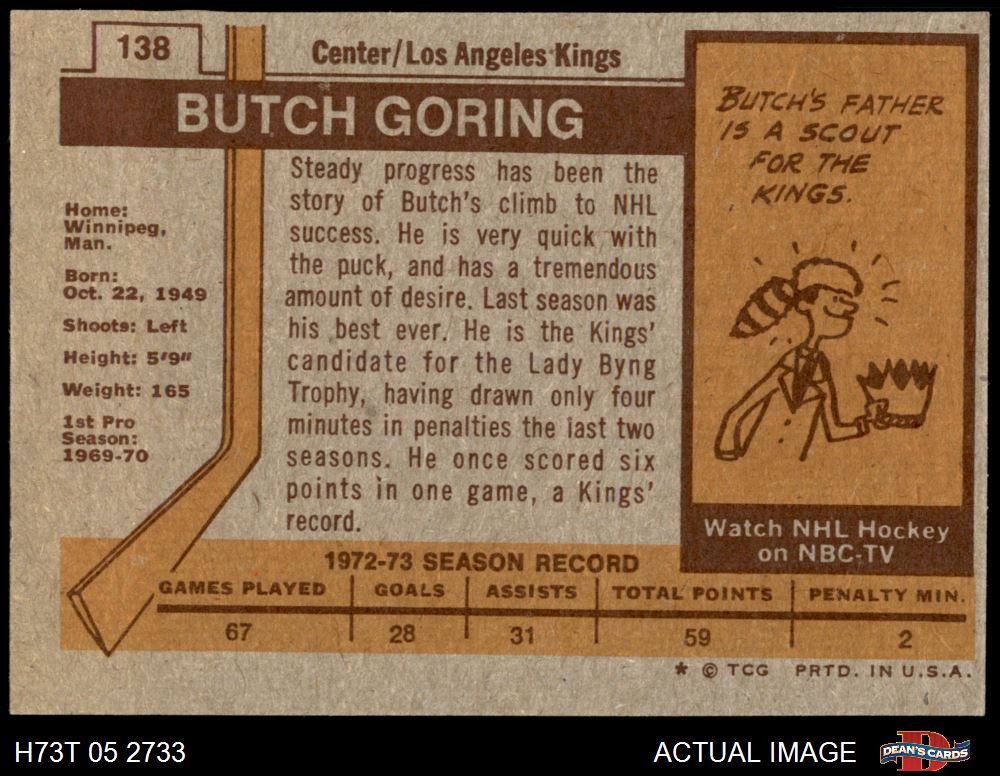 138
Center/Los Angeles Kings
BUTCH GORING
Home:
Winnipeg,
Man.
Born:
Oct. 22, 1949
Shoots: Left
Height: 5'9"
Weight: 165
1st Pro
Season:
1969-70
Steady progress has been the
story of Butch's climb to NHL
success. He is very quick with
the puck, and has a tremendous
amount of desire. Last season was
his best ever. He is the Kings'
candidate for the Lady Byng
Trophy, having drawn only four
minutes in penalties the last two
seasons. He once scored six
points in one game, a Kings'
record.
BUTCH'S FATHER
IS A SCOUT
FOR THE
KINGS.
Watch NHL Hockey
on NBC-TV
1972-73 SEASON RECORD
GAMES PLAYED GOALS ASSISTS TOTAL POINTS PENALTY MIN.
67 28 31 59 2
* © TCG PRTD. IN U.S.A.
H73T 05 2733 ACTUAL IMAGE DEAN'S CARDS